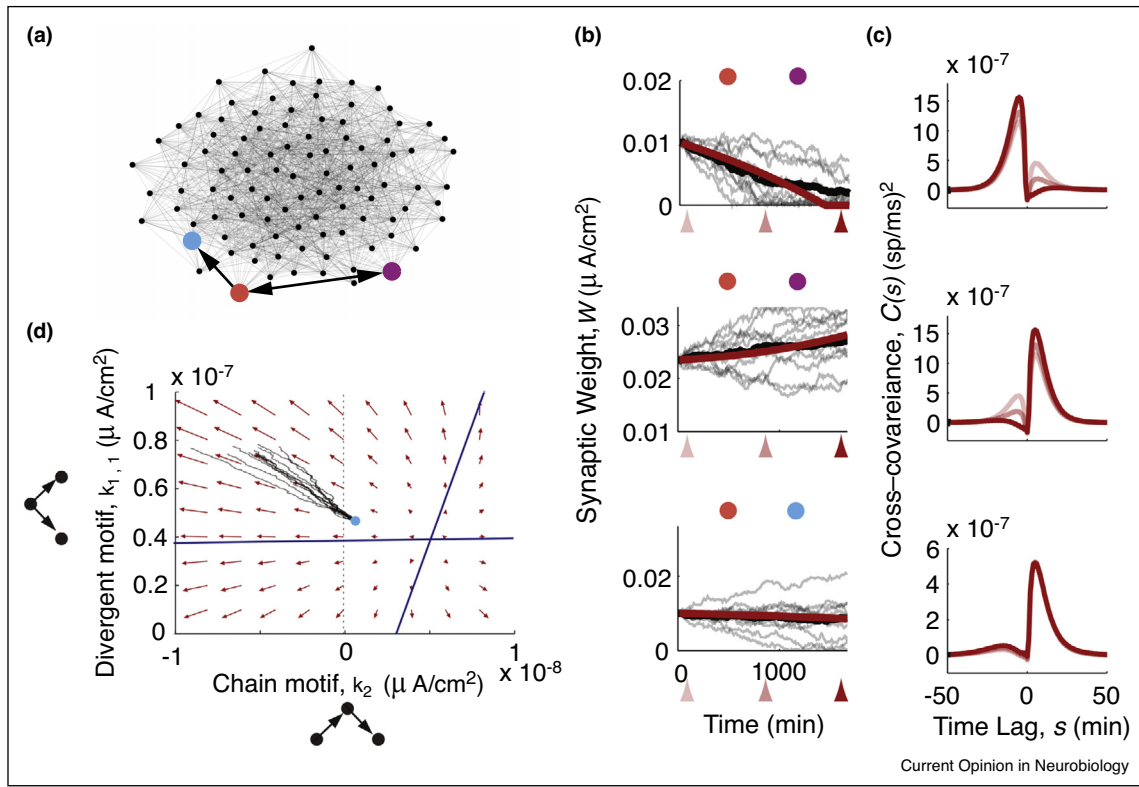 (a)
(b)
(c)
(d)
0.02
0.01
0
Synaptic Weight, W (μ A/cm²)
0.03
0.02
0.01
0.02
0
0
1000
Time (min)
x 10⁻⁷
15
10
5
0
Cross–covareiance, C(s) (sp/ms)²
x 10⁻⁷
15
10
5
0
x 10⁻⁷
6
4
2
0
-50
0
50
Time Lag, s (min)
x 10⁻⁷
1
0.8
0.6
0.4
0.2
0
Divergent motif, k₁,₁ (μ A/cm²)
-1
0
1
x 10⁻⁸
Chain motif, k₂ (μ A/cm²)
Current Opinion in Neurobiology